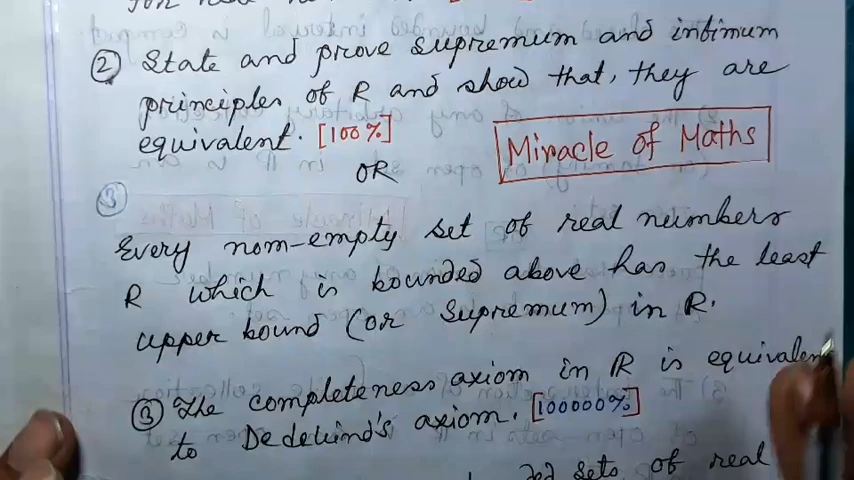 ② State and prove supremum and infimum
principles of R and show that, they are
equivalent. [100%]
Miracle of Maths
OR
③
Every nom-empty set of real numbers
R which is bounded above has the least
upper bound (or Supremum) in R.
③ The completeness axiom in R is equivalent
to Dedekind's axiom. [100000%]
sets of real